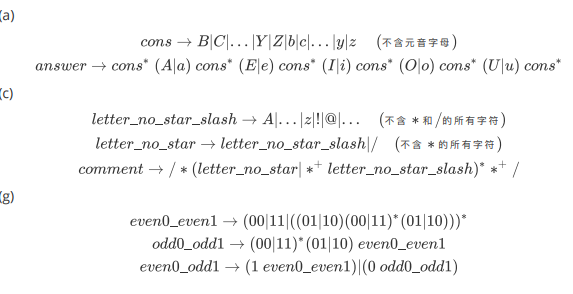 (a)
cons → B|C|...|Y|Z|b|c|...|y|z (不含元音字母)
answer → cons* (A|a) cons* (E|e) cons* (I|i) cons* (O|o) cons* (U|u) cons*
(c)
letter_no_star_slash → A|...|z|!|@|... (不含 * 和 /的所有字符)
letter_no_star → letter_no_star_slash|/ (不含 *的所有字符)
comment → / * (letter_no_star| *⁺ letter_no_star_slash)* *⁺ /
(g)
even0_even1 → (00|11|((01|10)(00|11)*(01|10)))*
odd0_odd1 → (00|11)*(01|10) even0_even1
even0_odd1 → (1 even0_even1)|(0 odd0_odd1)